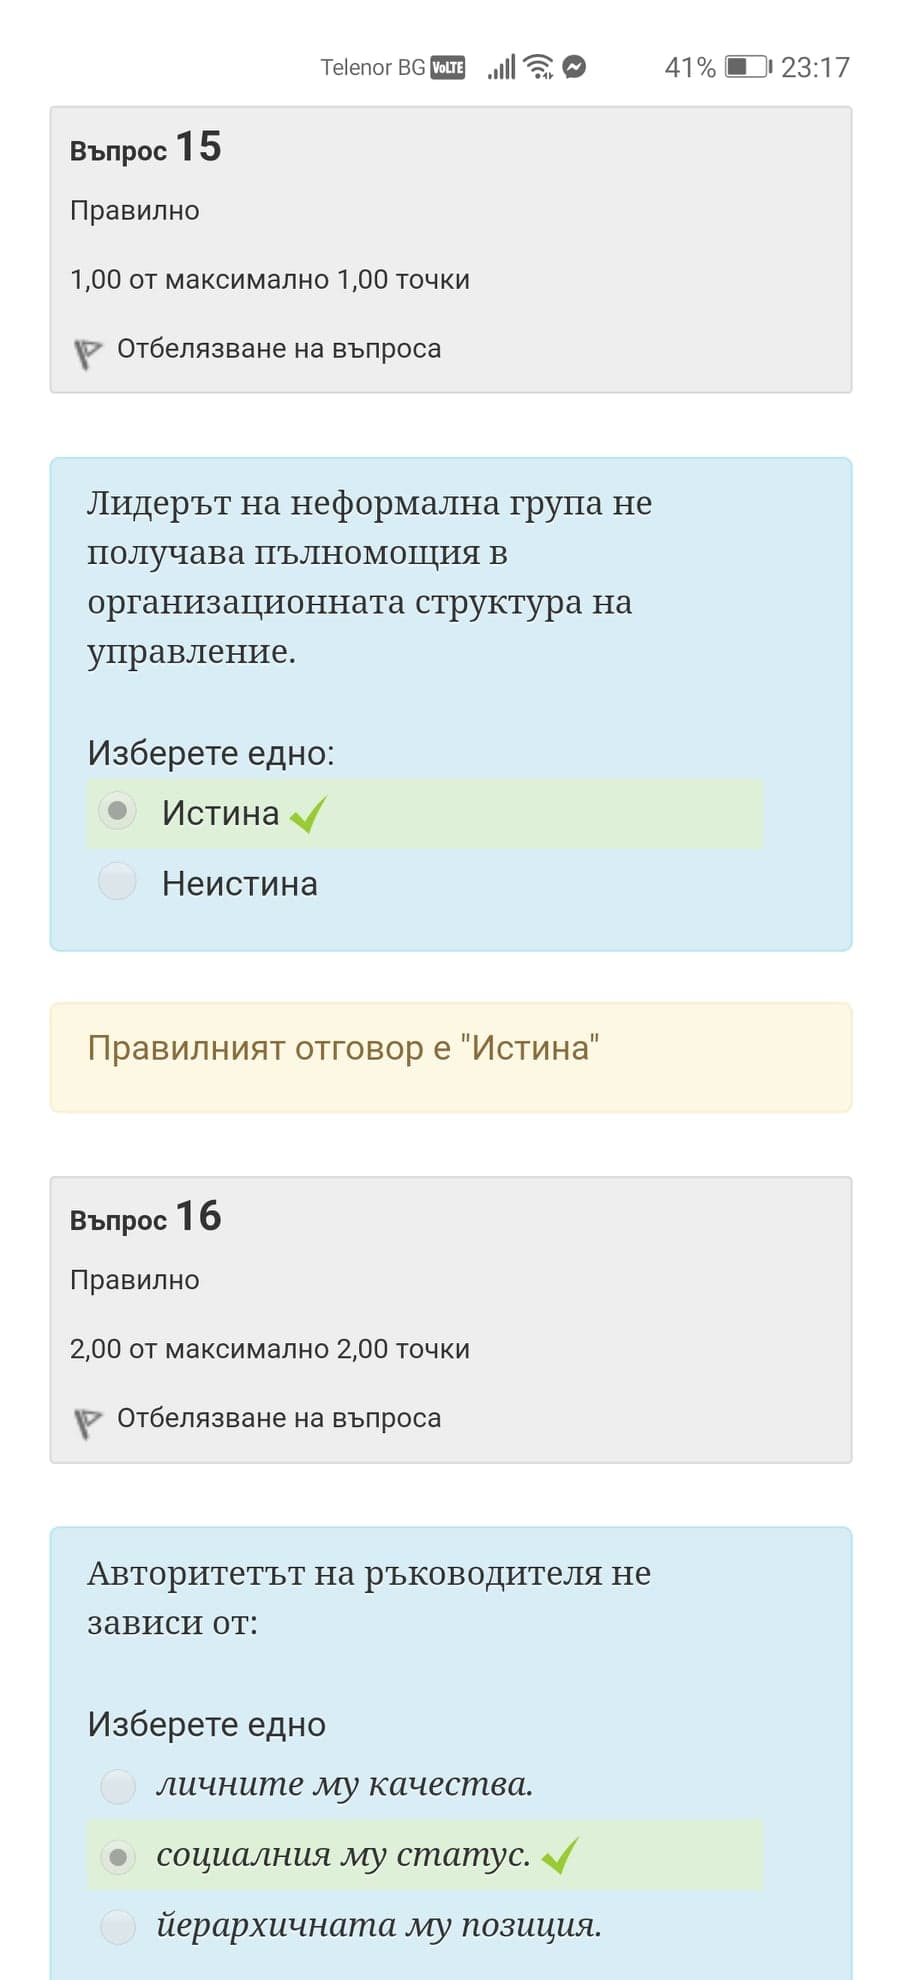 Telenor BG VoLTE 41% 23:17
Въпрос 15
Правилно
1,00 от максимално 1,00 точки
Отбелязване на въпроса
Лидерът на неформална група не
получава пълномощия в
организационната структура на
управление.
Изберете едно:
Истина
Неистина
Правилният отговор е "Истина"
Въпрос 16
Правилно
2,00 от максимално 2,00 точки
Отбелязване на въпроса
Авторитетът на ръководителя не
зависи от:
Изберете едно
личните му качества.
социалния му статус.
йерархичната му позиция.